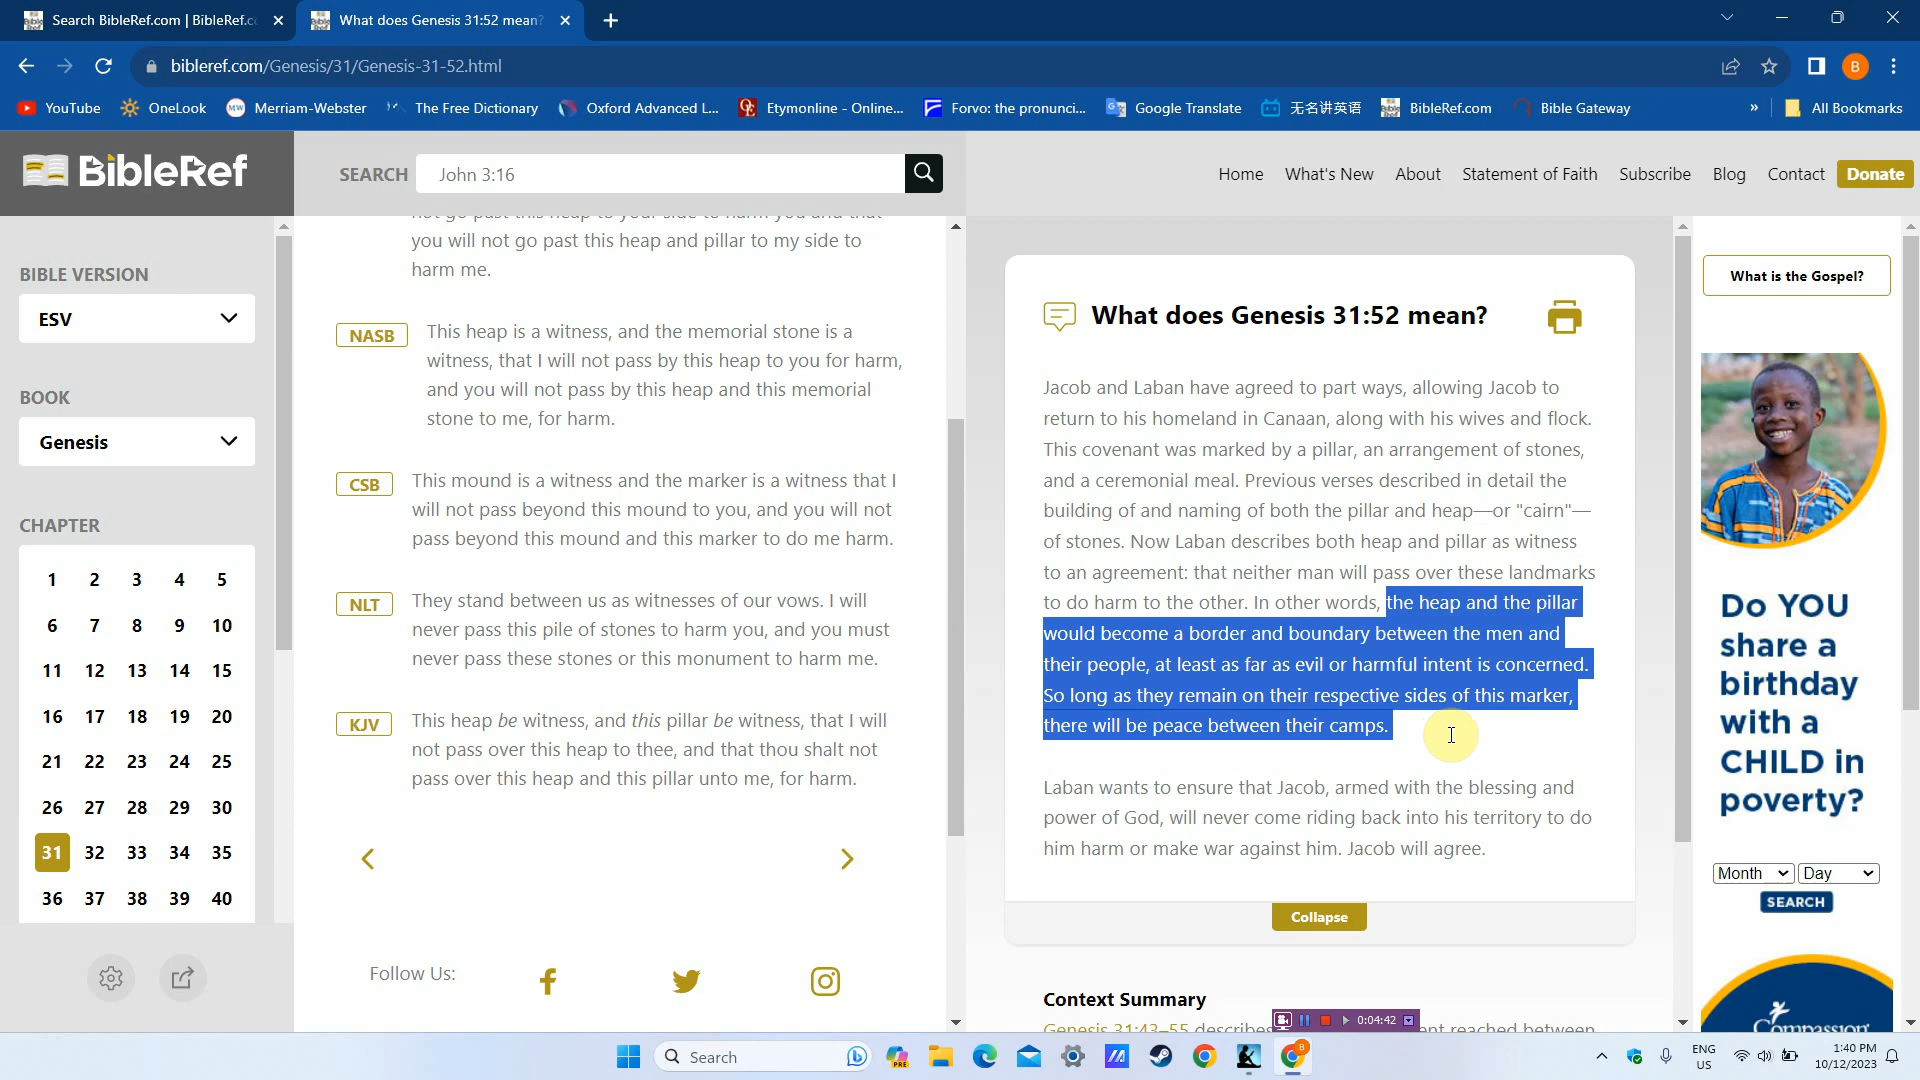 Search BibleRef.com | BibleRef.c
What does Genesis 31:52 mean?
bibleref.com/Genesis/31/Genesis-31-52.html
B
YouTube
OneLook
Merriam-Webster
The Free Dictionary
Oxford Advanced L...
Etymonline - Online...
Forvo: the pronunci...
Google Translate
无名讲英语
BibleRef.com
Bible Gateway
»
All Bookmarks
BibleRef
SEARCH
John 3:16
Home
What's New
About
Statement of Faith
Subscribe
Blog
Contact
Donate
BIBLE VERSION
ESV
BOOK
Genesis
CHAPTER
1 2 3 4 5
6 7 8 9 10
11 12 13 14 15
16 17 18 19 20
21 22 23 24 25
26 27 28 29 30
31 32 33 34 35
36 37 38 39 40
not go past this heap to your side to harm you and that
you will not go past this heap and pillar to my side to
harm me.
NASB
This heap is a witness, and the memorial stone is a
witness, that I will not pass by this heap to you for harm,
and you will not pass by this heap and this memorial
stone to me, for harm.
CSB
This mound is a witness and the marker is a witness that I
will not pass beyond this mound to you, and you will not
pass beyond this mound and this marker to do me harm.
NLT
They stand between us as witnesses of our vows. I will
never pass this pile of stones to harm you, and you must
never pass these stones or this monument to harm me.
KJV
This heap be witness, and this pillar be witness, that I will
not pass over this heap to thee, and that thou shalt not
pass over this heap and this pillar unto me, for harm.
Follow Us:
What does Genesis 31:52 mean?
Jacob and Laban have agreed to part ways, allowing Jacob to
return to his homeland in Canaan, along with his wives and flock.
This covenant was marked by a pillar, an arrangement of stones,
and a ceremonial meal. Previous verses described in detail the
building of and naming of both the pillar and heap—or "cairn"—
of stones. Now Laban describes both heap and pillar as witness
to an agreement: that neither man will pass over these landmarks
to do harm to the other. In other words, the heap and the pillar
would become a border and boundary between the men and
their people, at least as far as evil or harmful intent is concerned.
So long as they remain on their respective sides of this marker,
there will be peace between their camps.
Laban wants to ensure that Jacob, armed with the blessing and
power of God, will never come riding back into his territory to do
him harm or make war against him. Jacob will agree.
Collapse
Context Summary
Genesis 31:43–55 describes
nt reached between
0:04:42
What is the Gospel?
Do YOU
share a
birthday
with a
CHILD in
poverty?
Month
Day
SEARCH
Compassion
Search
PRE
B
ENG
US
1:40 PM
10/12/2023